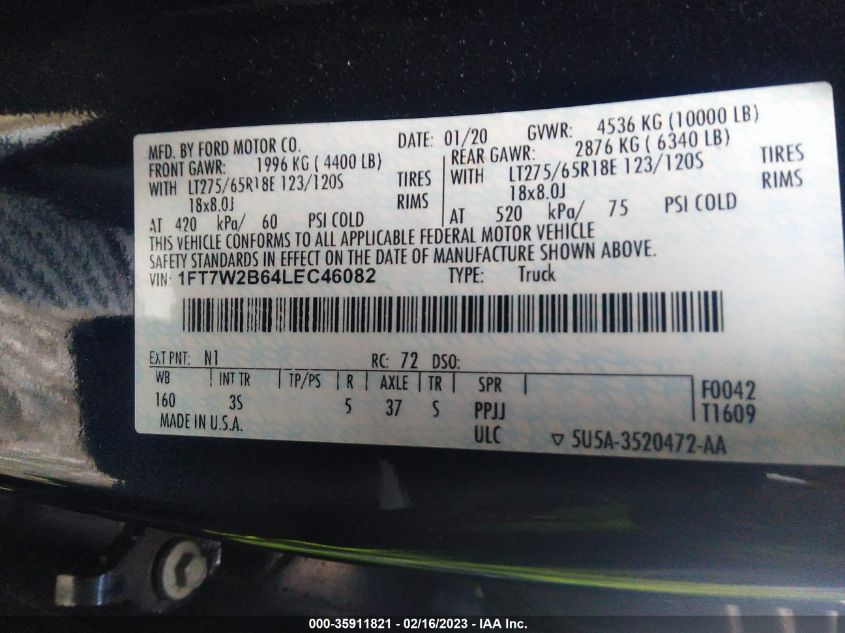 MFD. BY FORD MOTOR CO. DATE: 01/20 GVWR: 4536 KG (10000 LB)
FRONT GAWR: 1996 KG ( 4400 LB) REAR GAWR: 2876 KG ( 6340 LB)
WITH LT275/65R18E 123/120S TIRES WITH LT275/65R18E 123/120S TIRES
18x8.0J RIMS 18x8.0J RIMS
AT 420 kPa/ 60 PSI COLD AT 520 kPa/ 75 PSI COLD
THIS VEHICLE CONFORMS TO ALL APPLICABLE FEDERAL MOTOR VEHICLE
SAFETY STANDARDS IN EFFECT ON THE DATE OF MANUFACTURE SHOWN ABOVE.
VIN: 1FT7W2B64LEC46082 TYPE: Truck
EXT PNT: N1 RC: 72 DSO:
WB INT TR TP/PS R AXLE TR SPR F0042
160 3S 5 37 S PPJJ T1609
MADE IN U.S.A. ULC ▽ 5U5A-3520472-AA
000-35911821 - 02/16/2023 - IAA Inc.